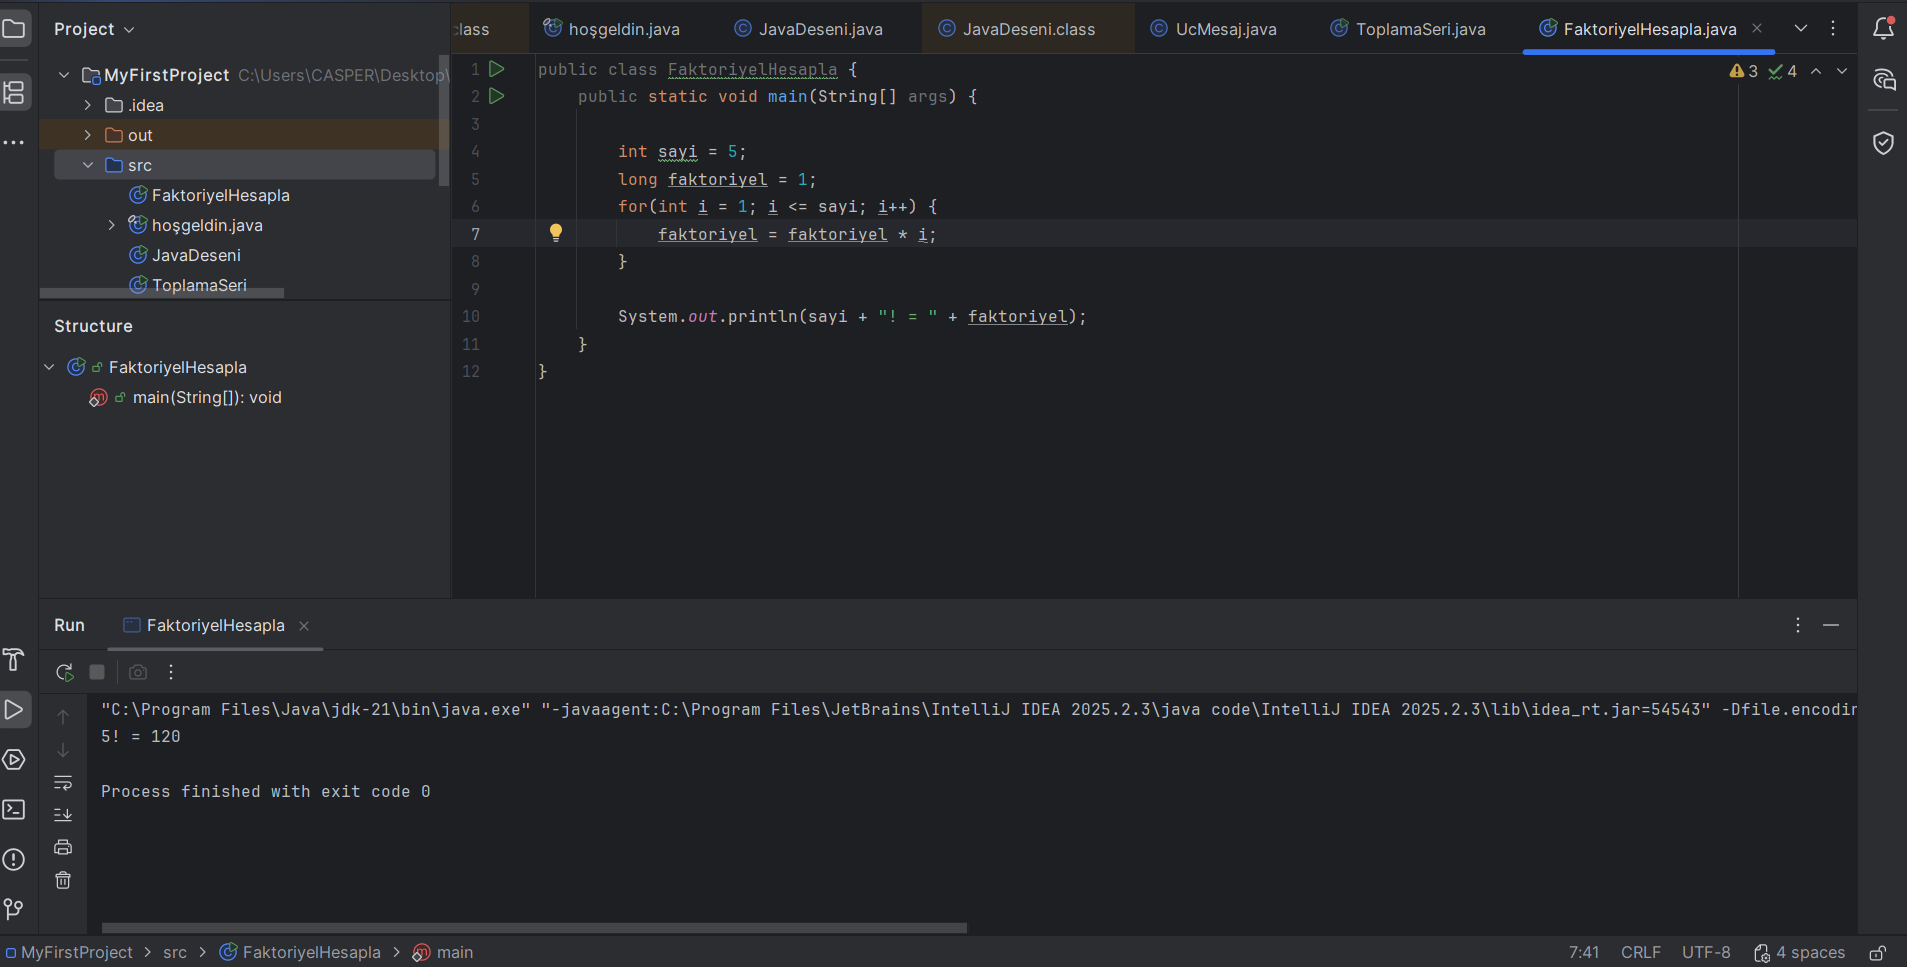 Project
class
hoşgeldin.java
JavaDeseni.java
JavaDeseni.class
UcMesaj.java
ToplamaSeri.java
FaktoriyelHesapla.java
MyFirstProject C:\Users\CASPER\Desktop\
.idea
out
src
FaktoriyelHesapla
hoşgeldin.java
JavaDeseni
ToplamaSeri
Structure
FaktoriyelHesapla
main(String[]): void
3 4
1 public class FaktoriyelHesapla {
2 public static void main(String[] args) {
3
4 int sayi = 5;
5 long faktoriyel = 1;
6 for(int i = 1; i <= sayi; i++) {
7 faktoriyel = faktoriyel * i;
8 }
9
10 System.out.println(sayi + "! = " + faktoriyel);
11 }
12 }
Run FaktoriyelHesapla
"C:\Program Files\Java\jdk-21\bin\java.exe" "-javaagent:C:\Program Files\JetBrains\IntelliJ IDEA 2025.2.3\java code\IntelliJ IDEA 2025.2.3\lib\idea_rt.jar=54543" -Dfile.encodin
5! = 120
Process finished with exit code 0
MyFirstProject > src > FaktoriyelHesapla > main
7:41 CRLF UTF-8 4 spaces